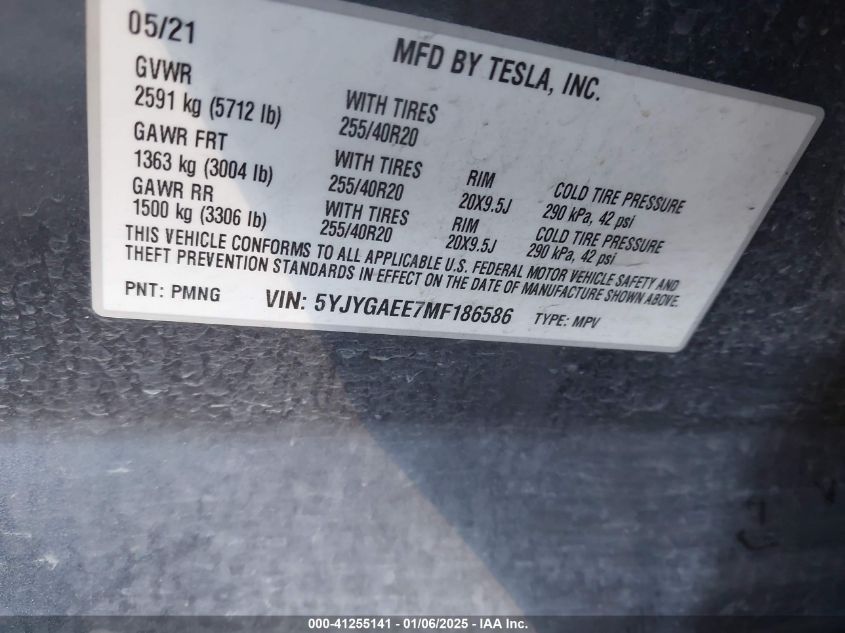 05/21 MFD BY TESLA, INC.
GVWR
2591 kg (5712 lb) WITH TIRES
255/40R20
GAWR FRT
1363 kg (3004 lb) WITH TIRES RIM COLD TIRE PRESSURE
255/40R20 20X9.5J 290 kPa, 42 psi
GAWR RR
1500 kg (3306 lb) WITH TIRES RIM COLD TIRE PRESSURE
255/40R20 20X9.5J 290 kPa, 42 psi
THIS VEHICLE CONFORMS TO ALL APPLICABLE U.S. FEDERAL MOTOR VEHICLE SAFETY AND
THEFT PREVENTION STANDARDS IN EFFECT ON THE DATE OF MANUFACTURE SHOWN ABOVE.
PNT: PMNG VIN: 5YJYGAEE7MF186586 TYPE: MPV
000-41255141 - 01/06/2025 - IAA Inc.